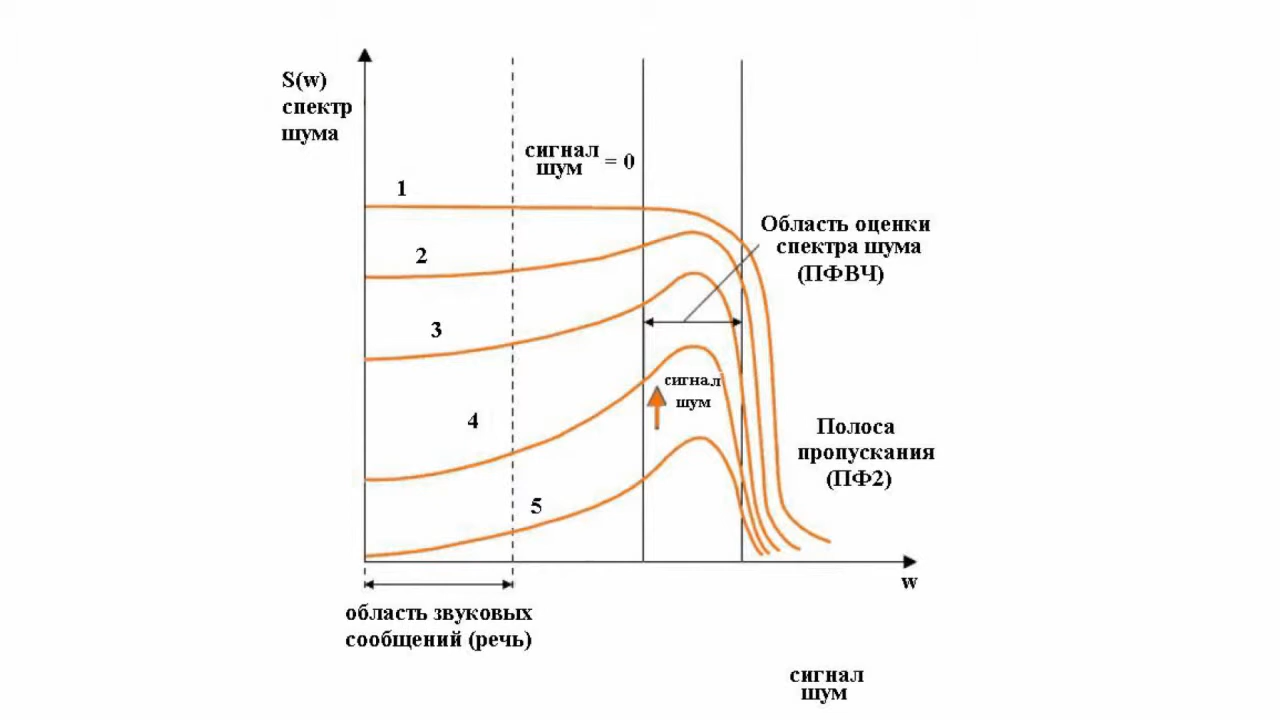 S(w)
спектр
шума
сигнал
шум = 0
1
2
3
4
5
Область оценки
спектра шума
(ПФВЧ)
сигнал
шум
Полоса
пропускания
(ПФ2)
w
область звуковых
сообщений (речь)
сигнал
шум